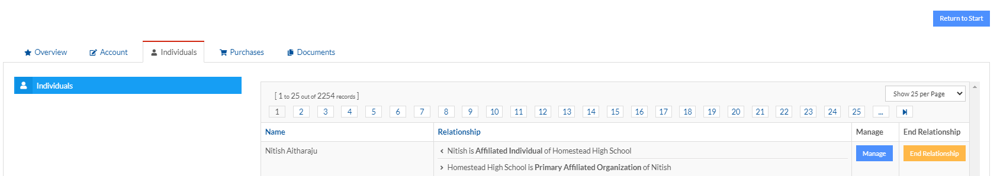 Return to Start
Overview Account Individuals Purchases Documents
Individuals
[ 1 to 25 out of 2254 records ]
Show 25 per Page
1 2 3 4 5 6 7 8 9 10 11 12 13 14 15 16 17 18 19 20 21 22 23 24 25 ...
Name Relationship Manage End Relationship
Nitish Aitharaju Nitish is Affiliated Individual of Homestead High School Manage End Relationship
Homestead High School is Primary Affiliated Organization of Nitish